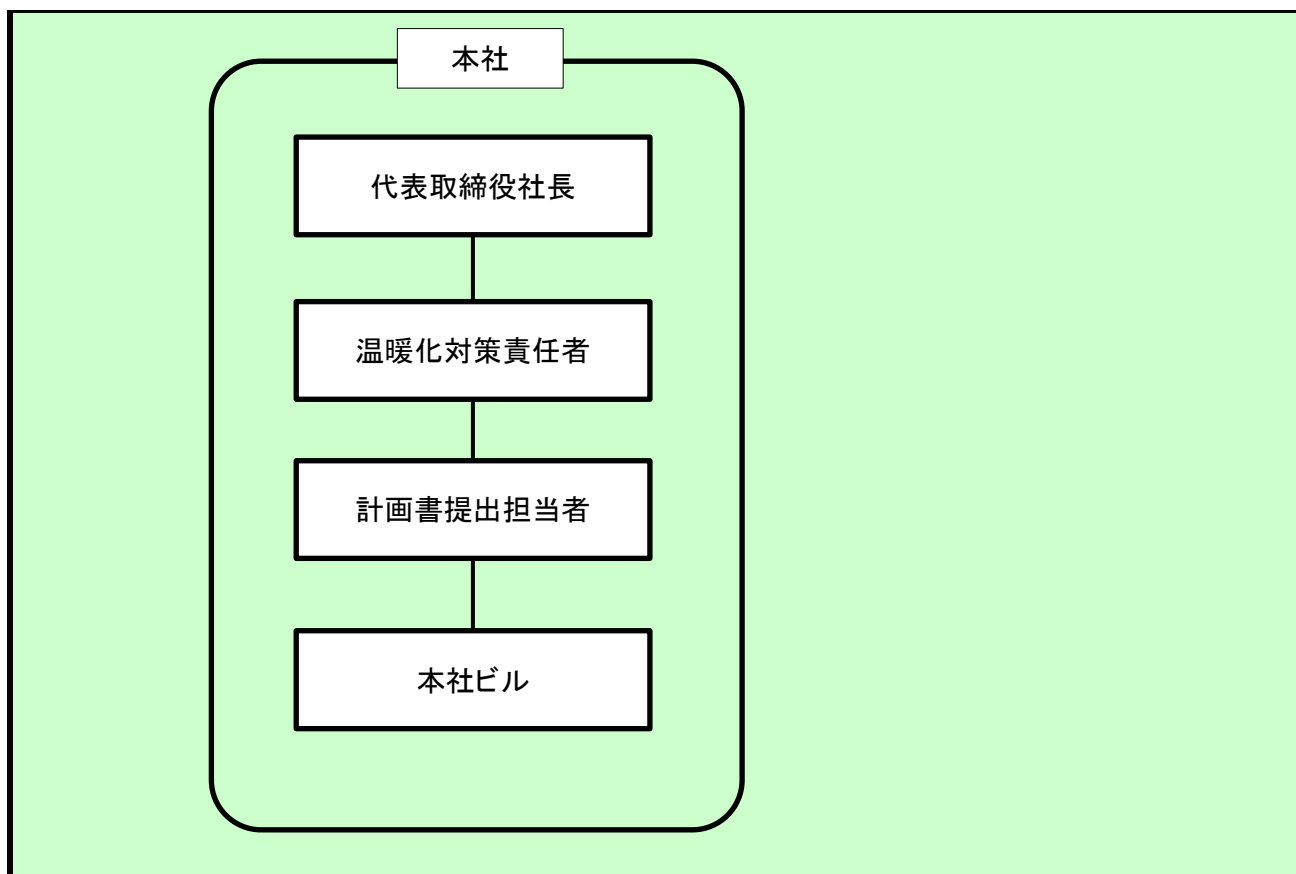 本社
代表取締役社長
温暖化対策責任者
計画書提出担当者
本社ビル